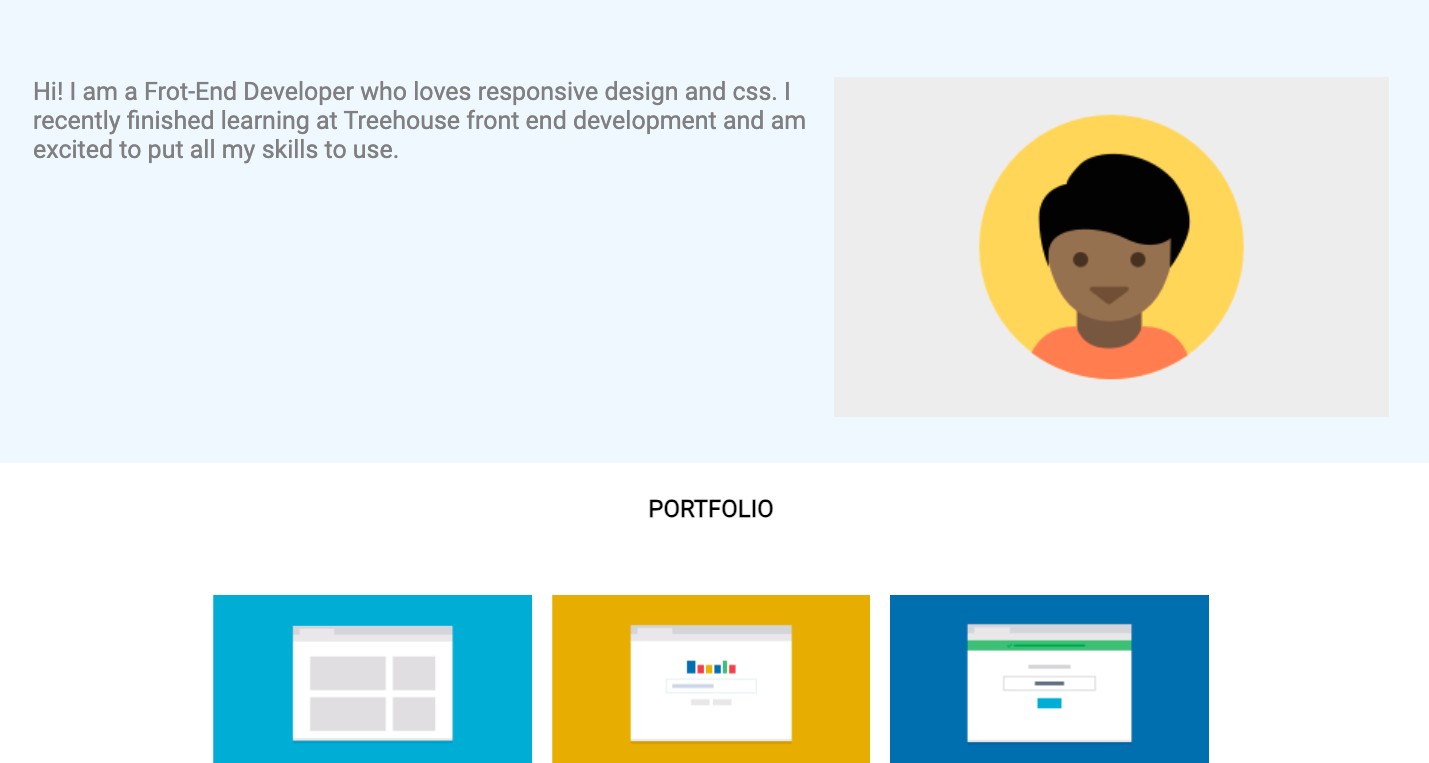 Hi! I am a Frot-End Developer who loves responsive design and css. I
recently finished learning at Treehouse front end development and am
excited to put all my skills to use.
PORTFOLIO